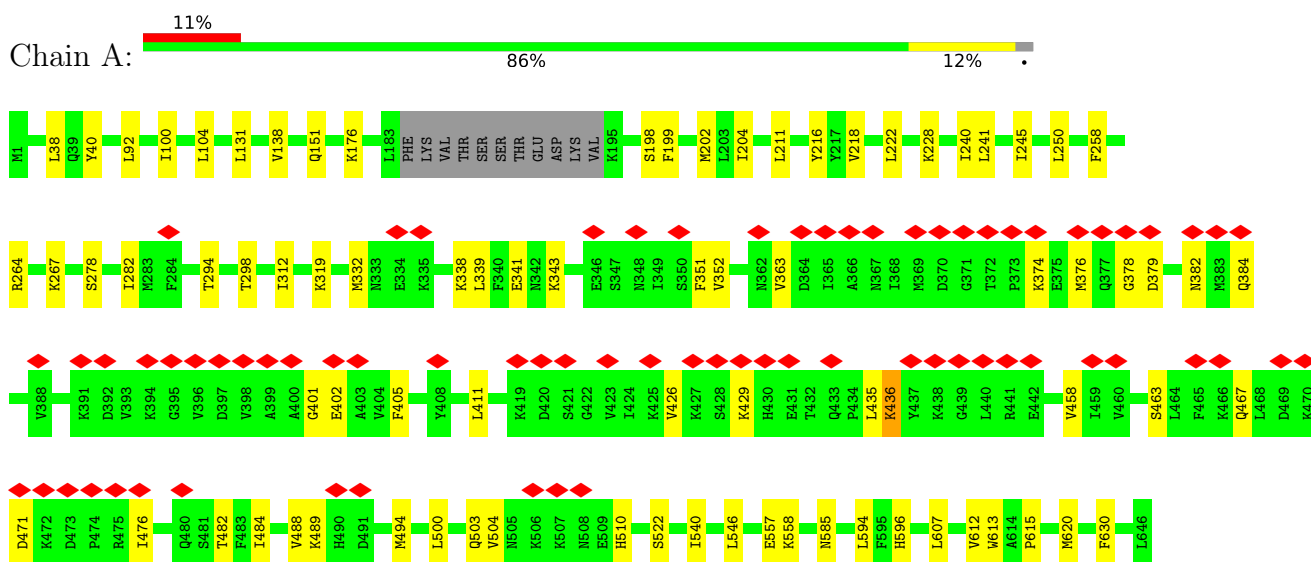 11%
Chain A:
86% 12% •
M1 L38 Q39 Y40 L92 I100 L104 L131 V138 Q151 K176 L183 PHE LYS VAL THR SER SER THR GLU ASP LYS VAL K195 S198 F199 M202 L203 I204 L211 Y216 Y217 V218 L222 K228 I240 L241 I245 L250 F258
R264 K267 S278 I282 M283 F284 T294 T298 I312 K319 M332 N333 E334 K335 K338 L339 F340 E341 N342 K343 E346 S347 N348 I349 S350 F351 V352 N362 V363 D364 I365 A366 N367 I368 M369 D370 G371 T372 P373 K374 E375 M376 Q377 G378 D379 N382 M383 Q384
V388 K391 D392 V393 K394 G395 V396 D397 V398 A399 A400 G401 E402 A403 V404 F405 Y408 L411 K419 D420 S421 G422 V423 I424 K425 V426 K427 S428 K429 H430 E431 T432 Q433 P434 L435 K436 Y437 K438 G439 L440 R441 E442 V458 I459 V460 S463 L464 F465 K466 Q467 L468 D469 K470
D471 K472 D473 P474 R475 I476 Q480 S481 T482 F483 I484 V488 K489 H490 D491 M494 L500 Q503 V504 N505 K506 K507 N508 E509 H510 S522 I540 L546 E557 K558 N585 L594 F595 H596 L607 V612 W613 A614 P615 M620 F630 L646